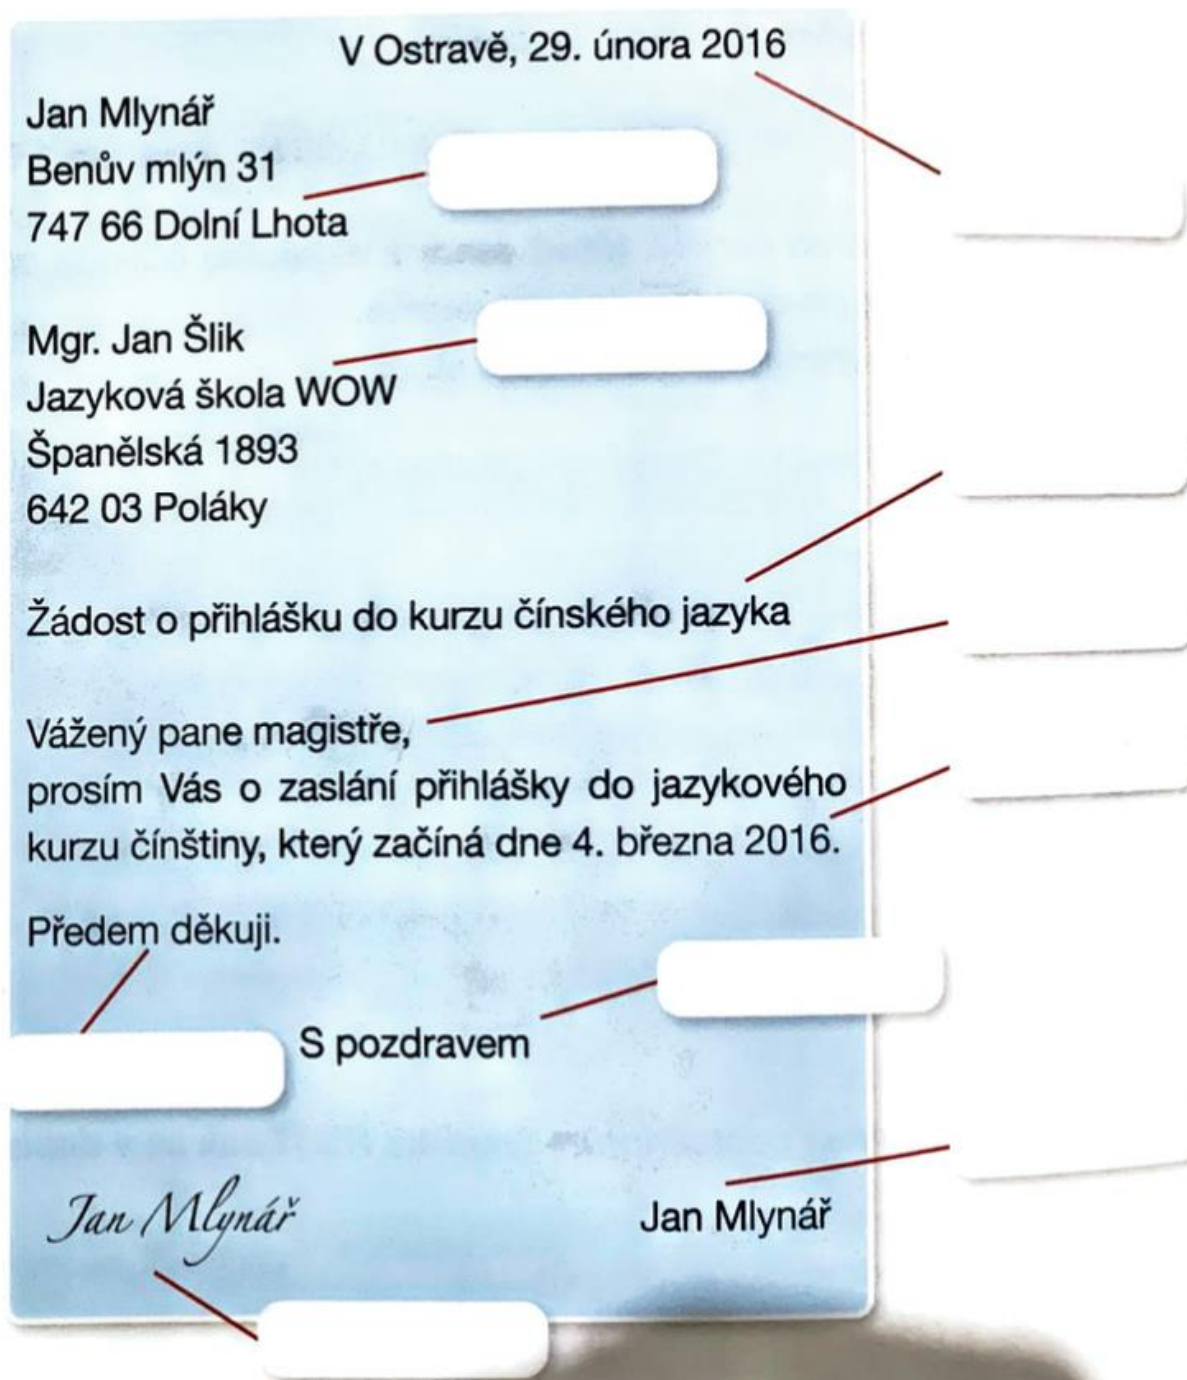 V Ostravě, 29. února 2016
Jan Mlynář
Benův mlýn 31
747 66 Dolní Lhota
Mgr. Jan Šlik
Jazyková škola WOW
Španělská 1893
642 03 Poláky
Žádost o přihlášku do kurzu čínského jazyka
Vážený pane magistře,
prosím Vás o zaslání přihlášky do jazykového
kurzu čínštiny, který začíná dne 4. března 2016.
Předem děkuji.
S pozdravem
Jan Mlynář
Jan Mlynář